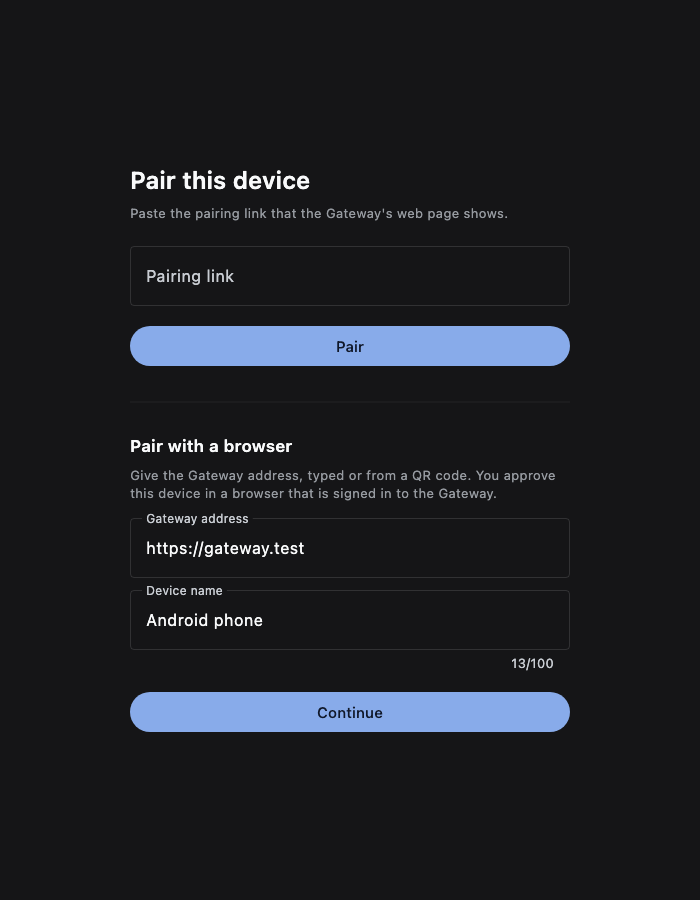 Pair this device
Paste the pairing link that the Gateway's web page shows.
Pairing link
Pair
Pair with a browser
Give the Gateway address, typed or from a QR code. You approve
this device in a browser that is signed in to the Gateway.
Gateway address
https://gateway.test
Device name
Android phone
13/100
Continue